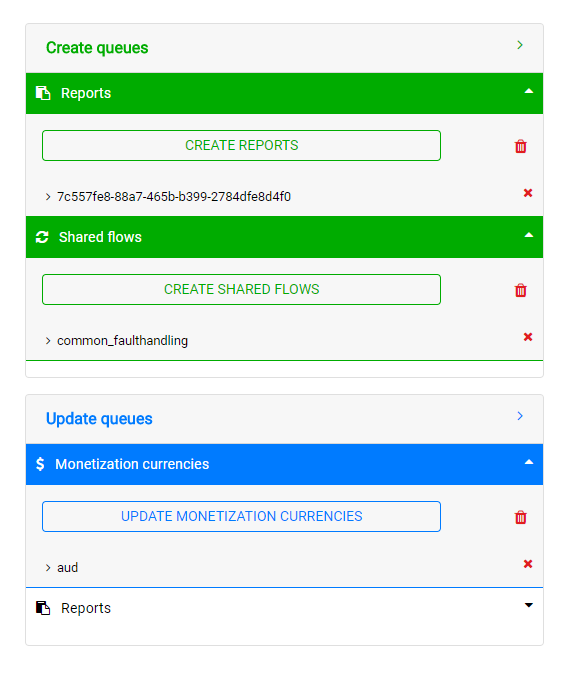 Create queues
Reports
CREATE REPORTS
7c557fe8-88a7-465b-b399-2784dfe8d4f0
Shared flows
CREATE SHARED FLOWS
common_faulthandling
Update queues
Monetization currencies
UPDATE MONETIZATION CURRENCIES
aud
Reports